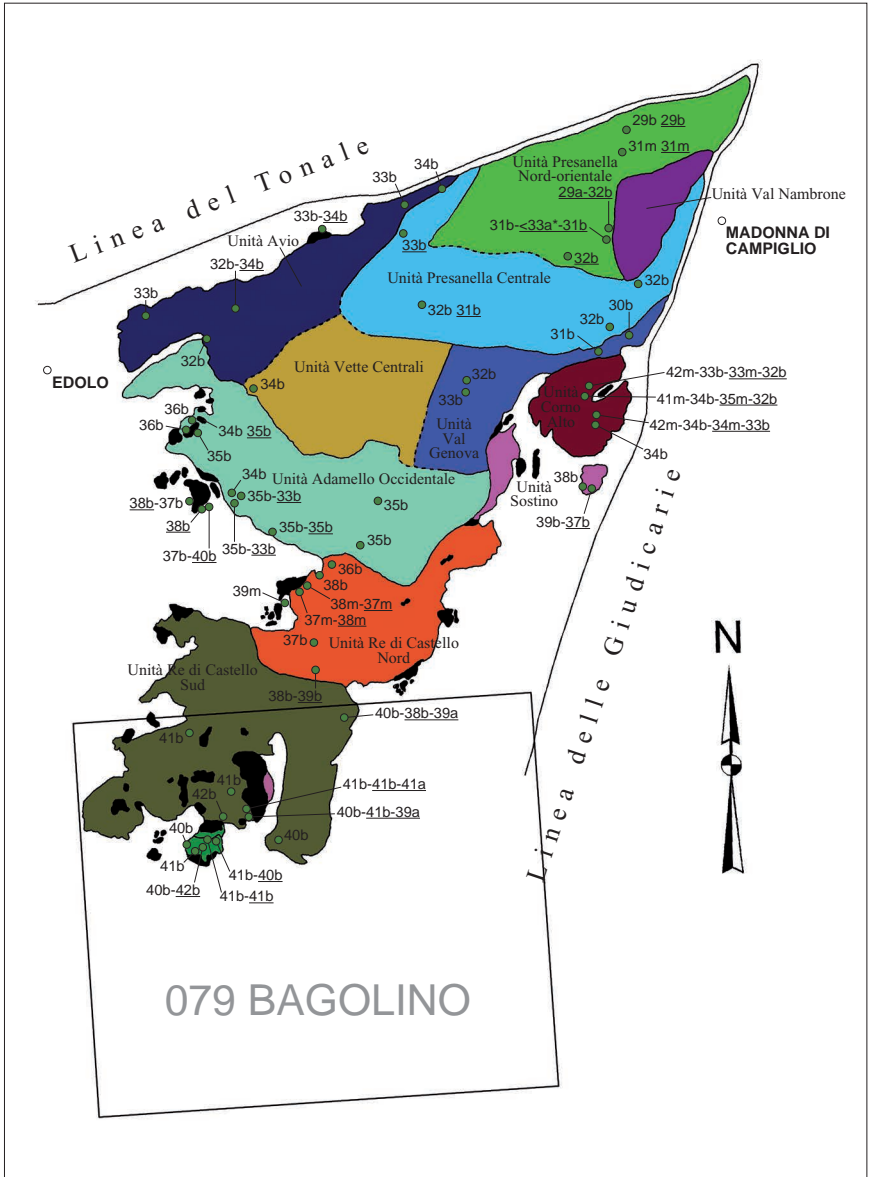 29b 29b
31m 31m
Linea del Tonale
Unità Presanella
Nord-orientale
34b
33b
29a-32b
Unità Val Nambrone
33b-34b
31b-<33a*-31b
MADONNA DI
CAMPIGLIO
Unità Avio
33b
32b
32b-34b
Unità Presanella Centrale
32b
33b
32b 31b
30b
32b
31b
32b
Unità Vette Centrali
EDOLO
34b
32b
42m-33b-33m-32b
33b
Unità
Corno
Alto
41m-34b-35m-32b
36b
Unità
Val
Genova
42m-34b-34m-33b
36b
34b 35b
35b
34b
Unità Adamello Occidentale
34b
38b
Unità
Sostino
35b-33b
35b
38b-37b
39b-37b
38b
35b-35b
37b-40b
35b-33b
35b
36b
38b
39m
38m-37m
37m-38m
37b
Unità Re di Castello
Nord
Unità Re di Castello
Sud
38b-39b
Linea delle Giudicarie
N
40b-38b-39a
41b
41b
41b-41b-41a
42b
40b-41b-39a
40b
40b
41b
41b-40b
40b-42b
41b-41b
079 BAGOLINO